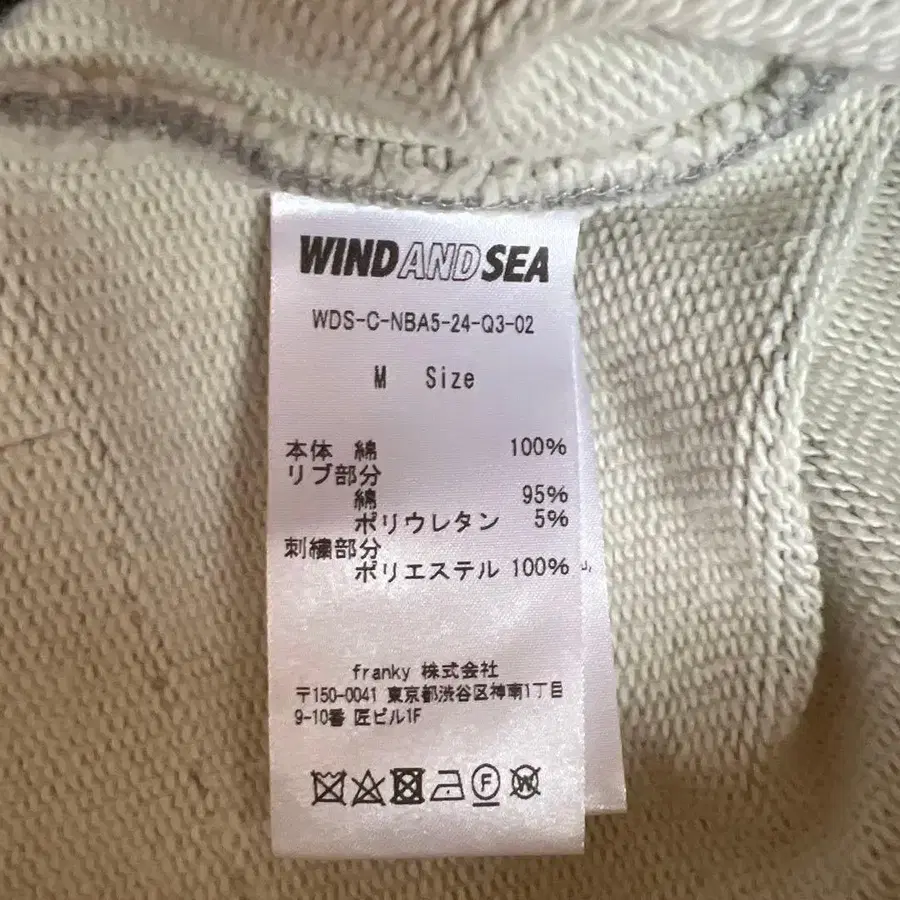 WIND AND SEA
WDS-C-NBA5-24-Q3-02
M Size
本体 綿 100%
リブ部分
綿 95%
ポリウレタン 5%
刺繍部分
ポリエステル 100%
franky 株式会社
〒150-0041 東京都渋谷区神南1丁目
9-10番 匠ビル1F
F
W